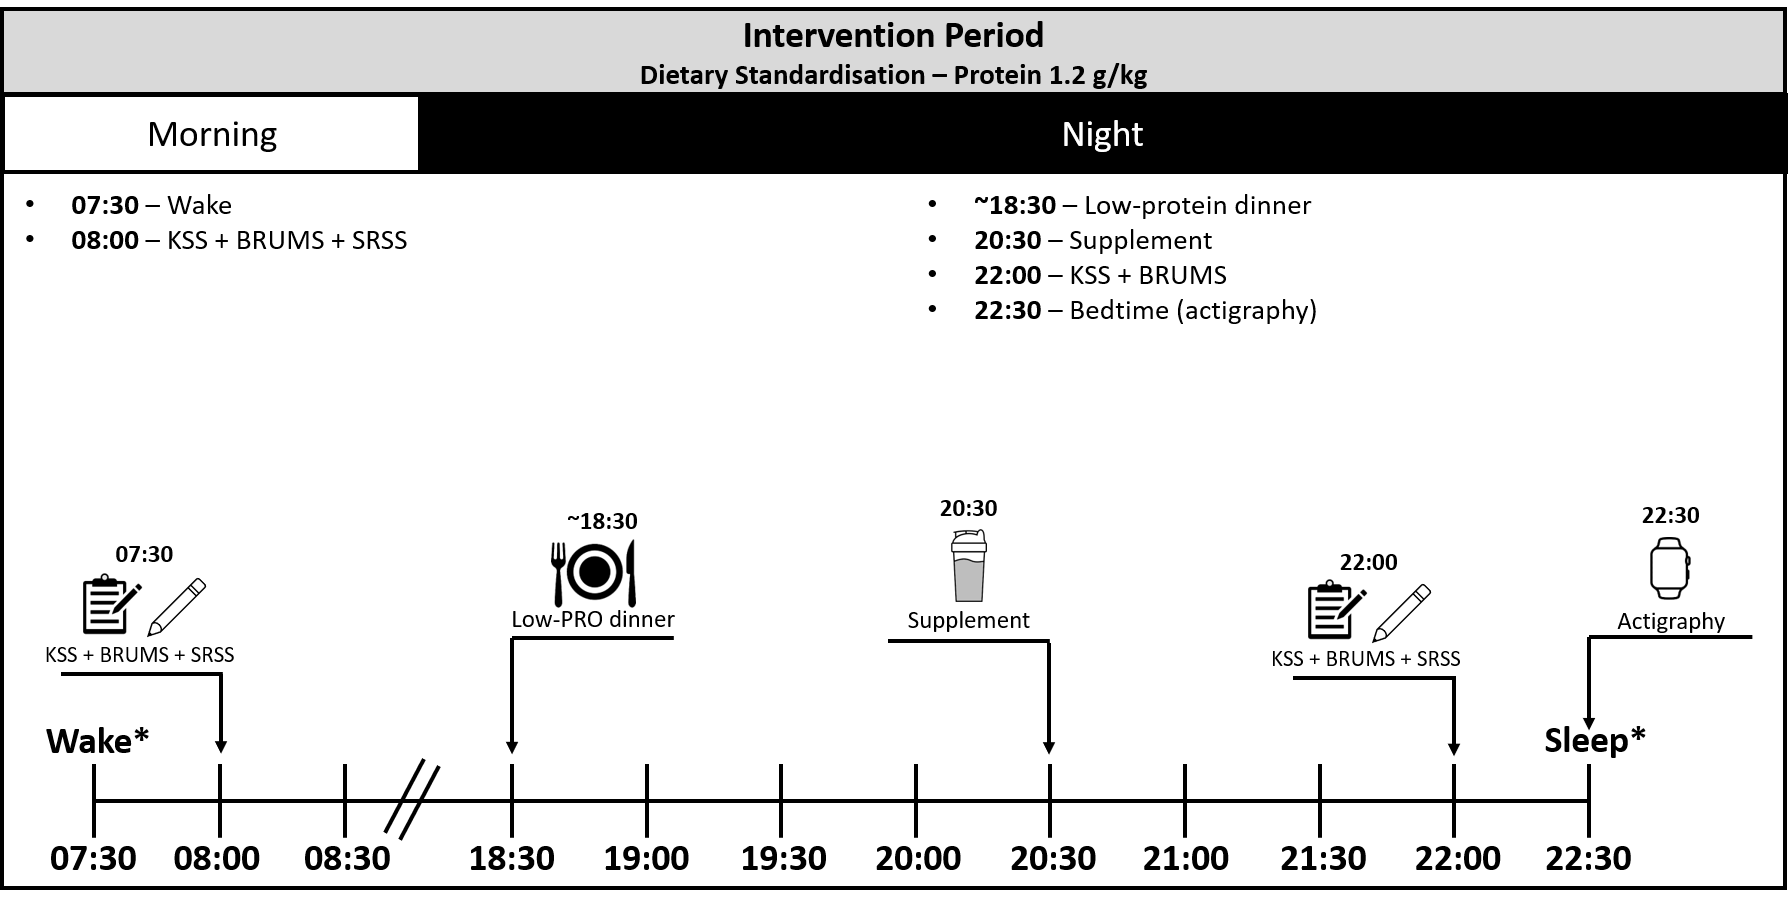 Intervention Period
Dietary Standardisation – Protein 1.2 g/kg
Morning
Night
• 07:30 – Wake
• 08:00 – KSS + BRUMS + SRSS
• ~18:30 – Low-protein dinner
• 20:30 – Supplement
• 22:00 – KSS + BRUMS
• 22:30 – Bedtime (actigraphy)
07:30
KSS + BRUMS + SRSS
~18:30
Low-PRO dinner
20:30
Supplement
22:00
KSS + BRUMS + SRSS
22:30
Actigraphy
Wake*
Sleep*
07:30 08:00 08:30 18:30 19:00 19:30 20:00 20:30 21:00 21:30 22:00 22:30